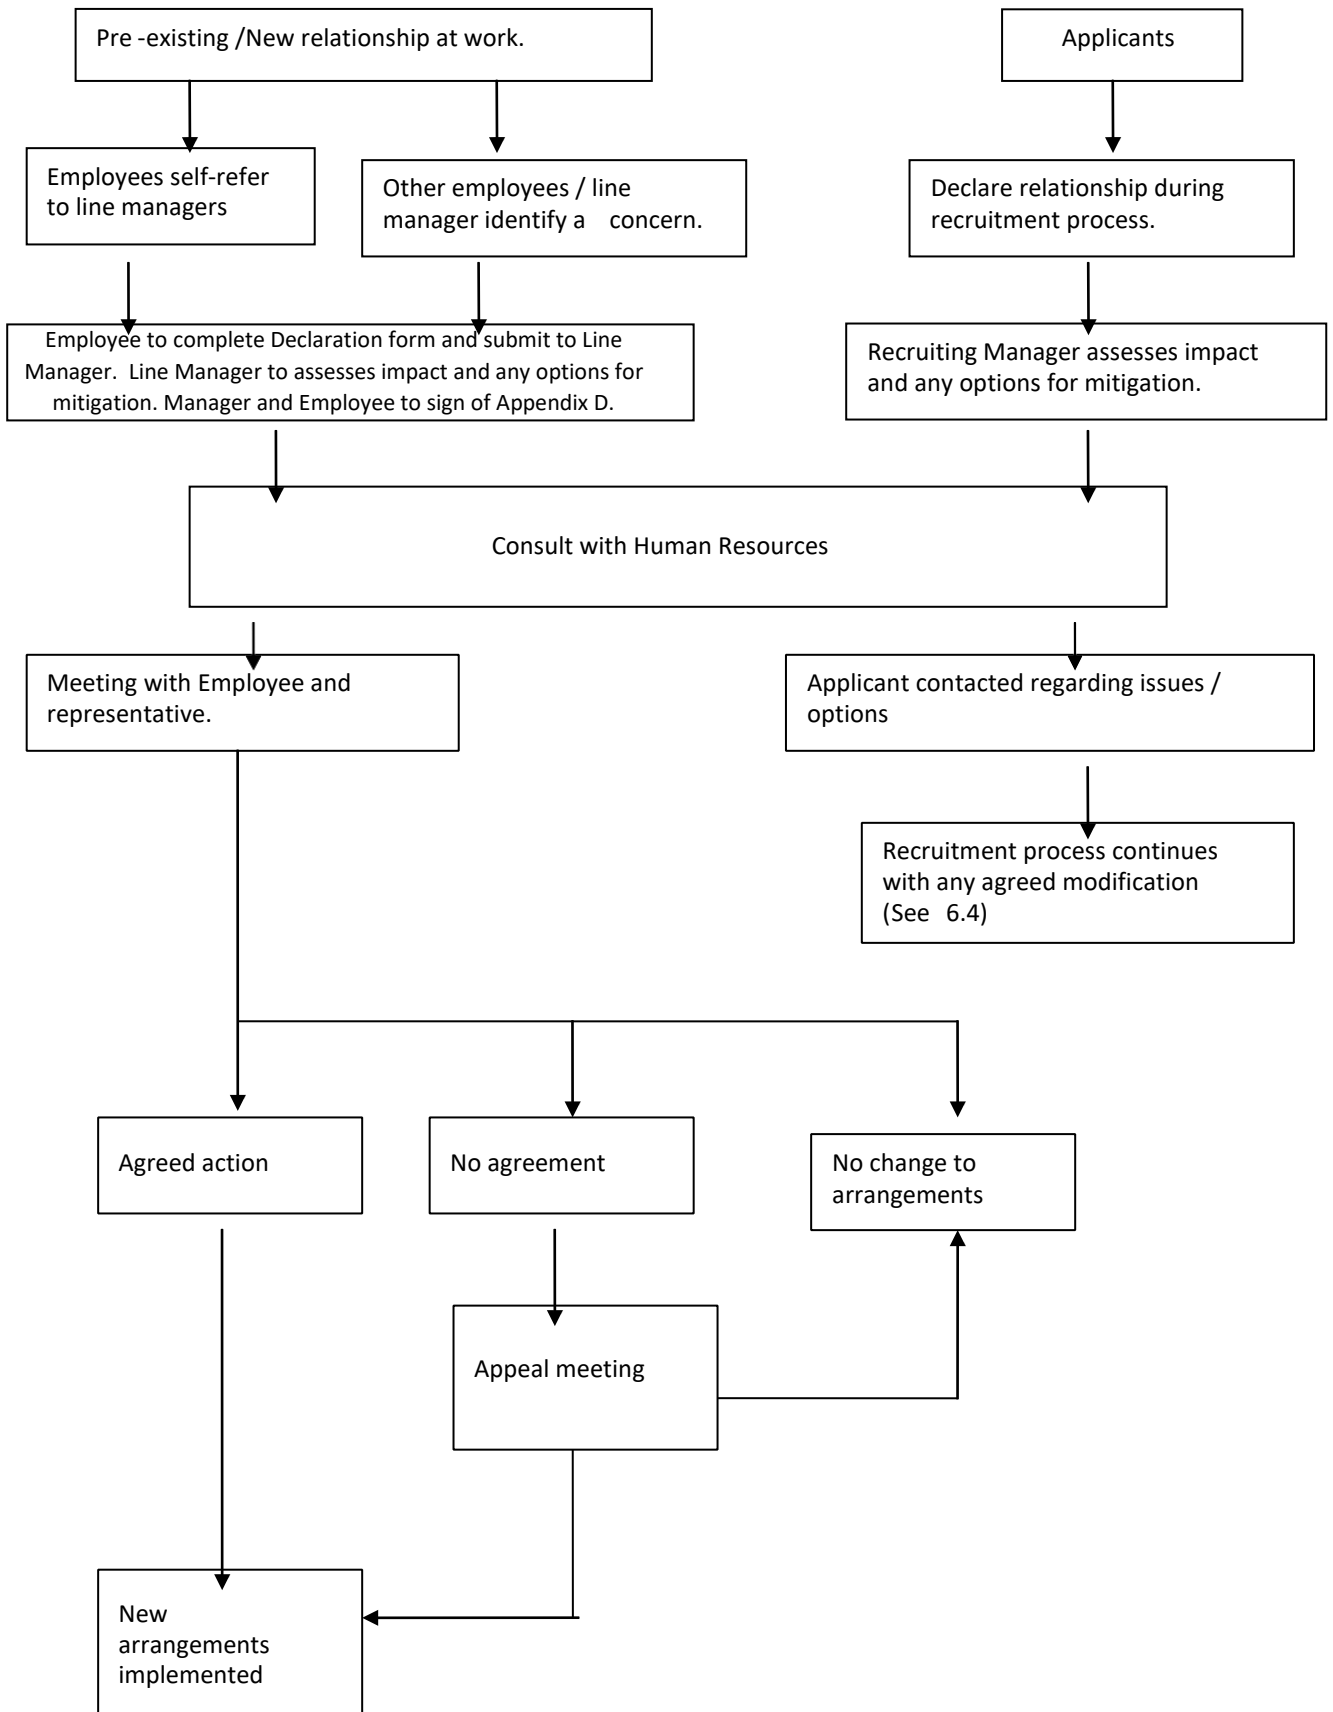 Pre -existing /New relationship at work.
Applicants
Employees self-refer
to line managers
Other employees / line
manager identify a concern.
Declare relationship during
recruitment process.
Employee to complete Declaration form and submit to Line
Manager. Line Manager to assesses impact and any options for
mitigation. Manager and Employee to sign of Appendix D.
Recruiting Manager assesses impact
and any options for mitigation.
Consult with Human Resources
Meeting with Employee and
representative.
Applicant contacted regarding issues /
options
Recruitment process continues
with any agreed modification
(See 6.4)
Agreed action
No agreement
No change to
arrangements
Appeal meeting
New
arrangements
implemented